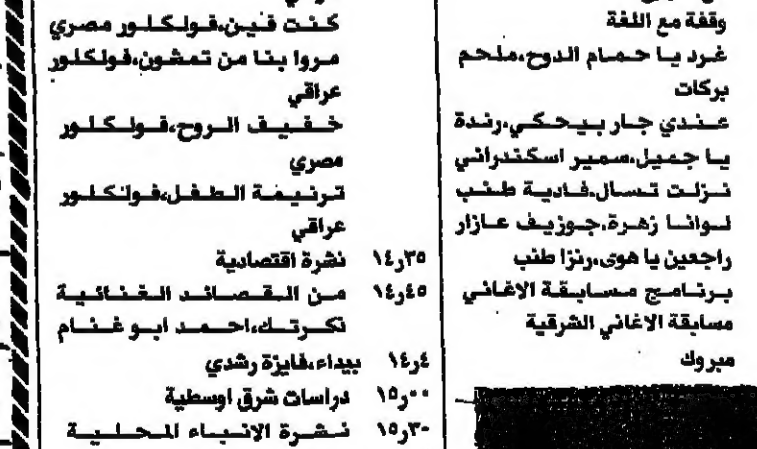 وقفة مع اللغة
غرد يا حمام الدوح،ملحم
بركات
عندي جار بيحكي،رندة
يا جميل،سمير اسكندراني
نزلت تسال،فادية طنب
لوانا زهرة،جوزيف عازار
راجعين يا هوى،رنزا طنب
برنامج مسابقة الاغاني
مسابقة الاغاني الشرقية
مبروك
كنت فين،فولكلور مصري
مروا بنا من تمشون،فولكلور
عراقي
خفيف الروح،فولكلور
مصري
ترنيمة الطفل،فولكلور
عراقي
١٤٫٣٥ نشرة اقتصادية
١٤٫٤٥ من القصائد الغنائية
تكرتك،احمد ابو غنام
١٤٫٤ بيداء،فايزة رشدي
١٥٫٠٠ دراسات شرق اوسطية
١٥٫٣٠ نشرة الانباء المحلية